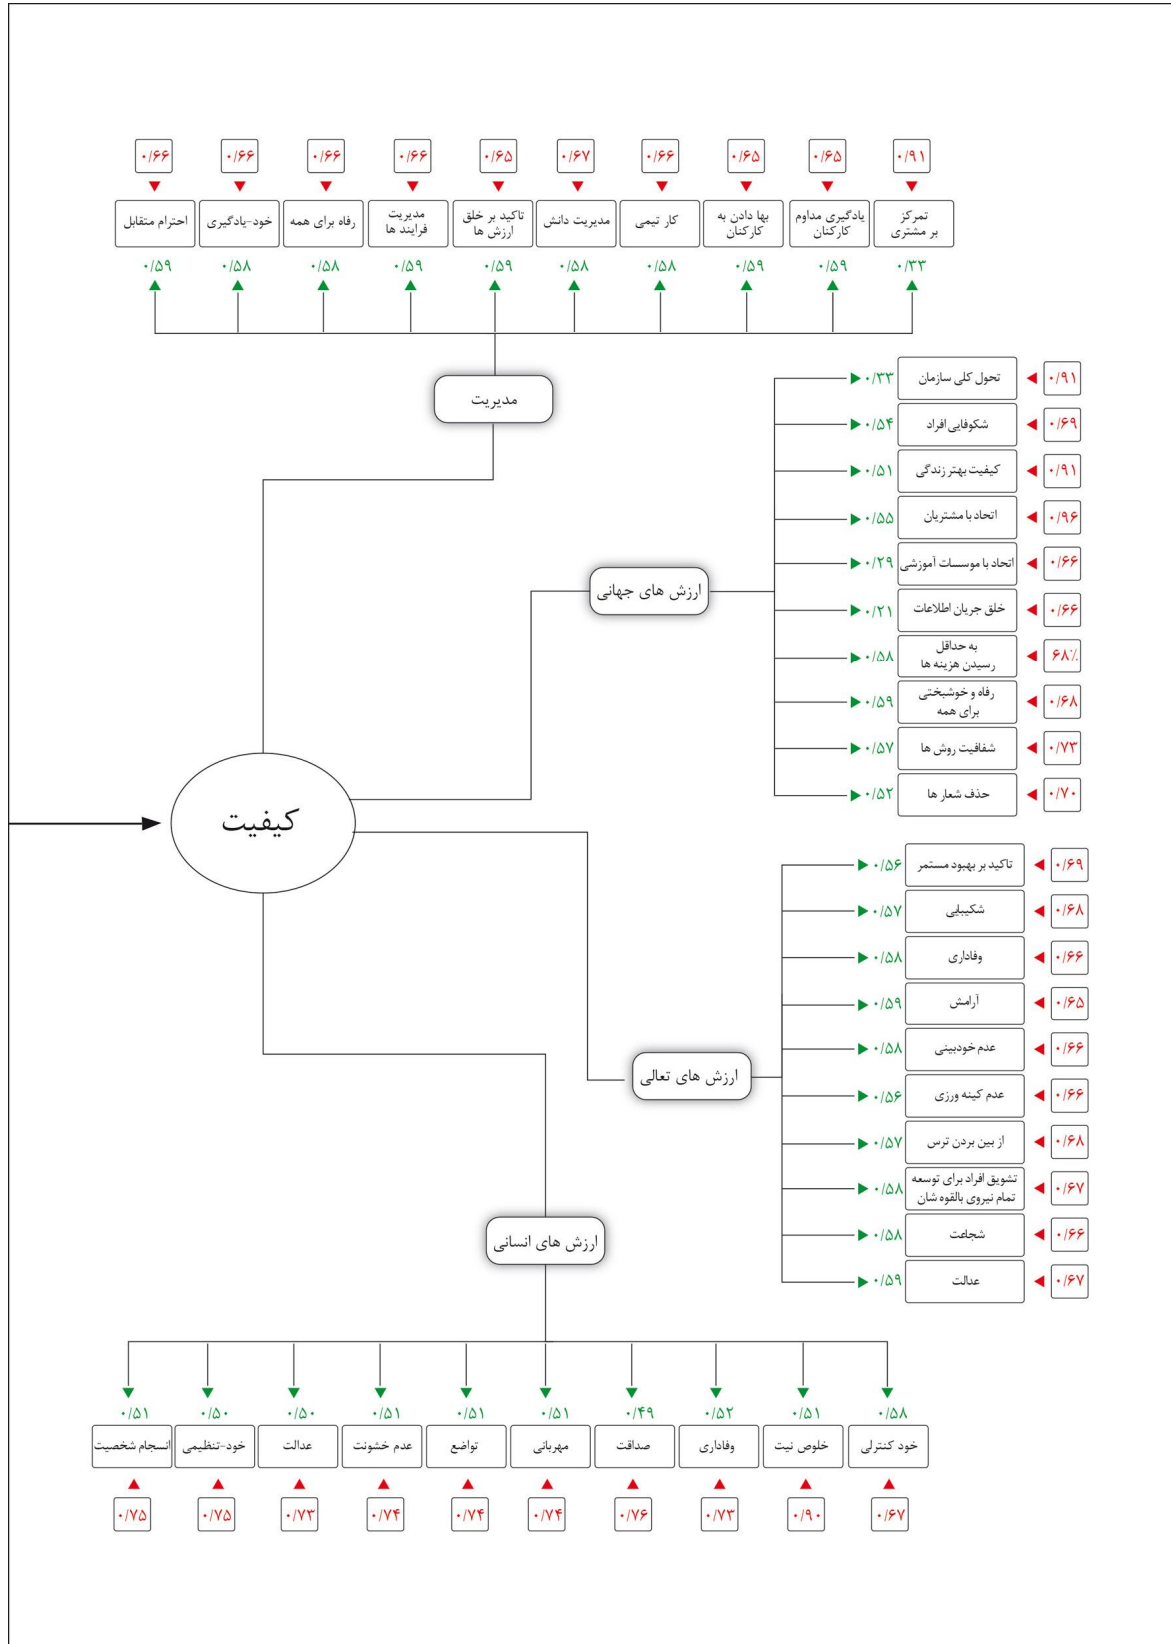 ۰/۹۱
۰/۶۵
۰/۶۵
۰/۶۶
۰/۶۷
۰/۶۵
۰/۶۶
۰/۶۶
۰/۶۶
۰/۶۶
تمرکز
بر مشتری
یادگیری مداوم
کارکنان
بها دادن به
کارکنان
کار تیمی
مدیریت دانش
تاکید بر خلق
ارزش ها
مدیریت
فرایند ها
رفاه برای همه
خود-یادگیری
احترام متقابل
۰/۳۳
۰/۵۹
۰/۵۹
۰/۵۸
۰/۵۸
۰/۵۹
۰/۵۹
۰/۵۸
۰/۵۸
۰/۵۹
مدیریت
۰/۹۱
تحول کلی سازمان
۰/۳۳
۰/۶۹
شکوفایی افراد
۰/۵۴
۰/۹۱
کیفیت بهتر زندگی
۰/۵۱
۰/۹۶
اتحاد با مشتریان
۰/۵۵
۰/۶۶
اتحاد با موسسات آموزشی
۰/۲۹
۰/۶۶
خلق جریان اطلاعات
۰/۲۱
۶۸٪
به حداقل
رسیدن هزینه ها
۰/۵۸
۰/۶۸
رفاه و خوشبختی
برای همه
۰/۵۹
۰/۷۳
شفافیت روش ها
۰/۵۷
۰/۷۰
حذف شعار ها
۰/۵۲
ارزش های جهانی
کیفیت
۰/۶۹
تاکید بر بهبود مستمر
۰/۵۶
۰/۶۸
شکیبایی
۰/۵۷
۰/۶۶
وفاداری
۰/۵۸
۰/۶۵
آرامش
۰/۵۹
۰/۶۶
عدم خودبینی
۰/۵۸
۰/۶۶
عدم کینه ورزی
۰/۵۶
۰/۶۸
از بین بردن ترس
۰/۵۷
۰/۶۷
تشویق افراد برای توسعه
تمام نیروی بالقوه شان
۰/۵۸
۰/۶۶
شجاعت
۰/۵۸
۰/۶۷
عدالت
۰/۵۹
ارزش های تعالی
ارزش های انسانی
۰/۵۸
۰/۵۱
۰/۵۲
۰/۴۹
۰/۵۱
۰/۵۱
۰/۵۱
۰/۵۰
۰/۵۰
۰/۵۱
خود کنترلی
خلوص نیت
وفاداری
صداقت
مهربانی
تواضع
عدم خشونت
عدالت
خود-تنظیمی
انسجام شخصیت
۰/۶۷
۰/۹۰
۰/۷۳
۰/۷۶
۰/۷۴
۰/۷۴
۰/۷۴
۰/۷۳
۰/۷۵
۰/۷۵